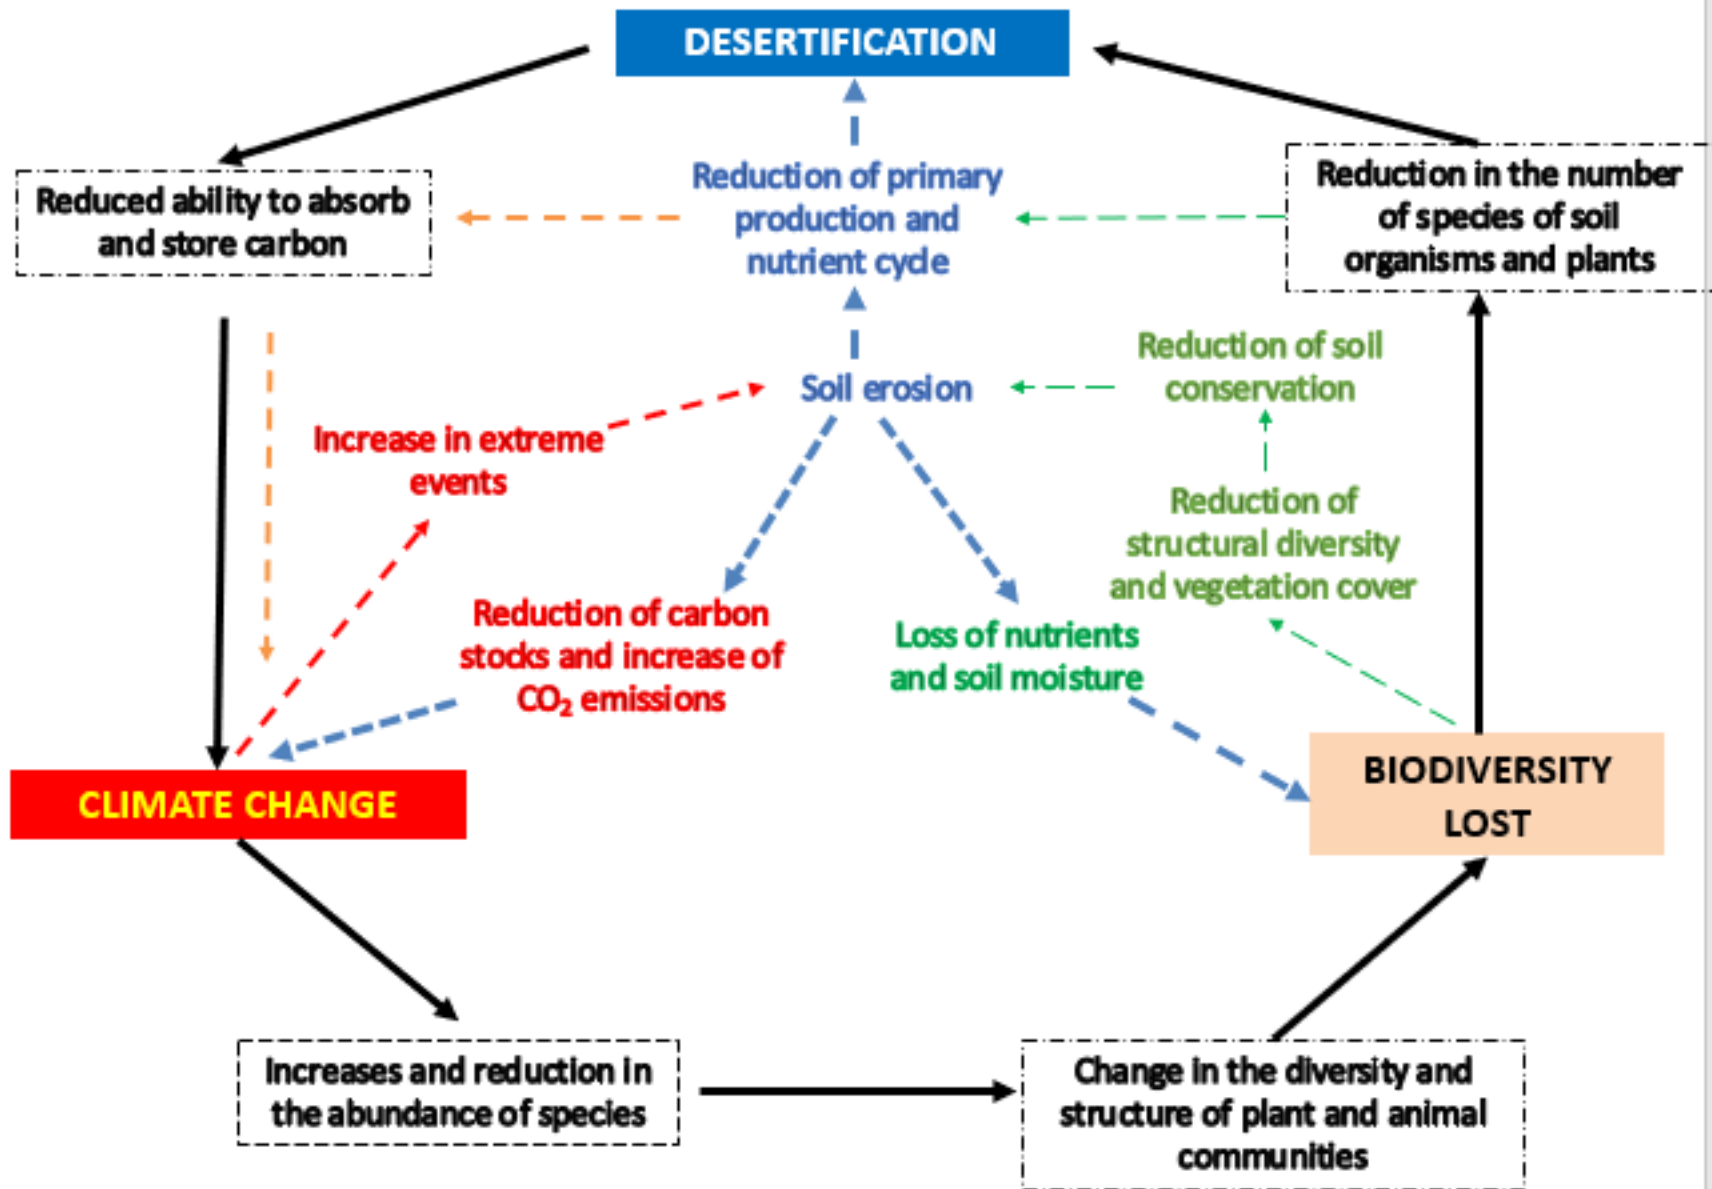 DESERTIFICATION
Reduced ability to absorb
and store carbon
Reduction of primary
production and
nutrient cycle
Reduction in the number
of species of soil
organisms and plants
Soil erosion
Reduction of soil
conservation
Increase in extreme
events
Reduction of
structural diversity
and vegetation cover
Reduction of carbon
stocks and increase of
CO₂ emissions
Loss of nutrients
and soil moisture
CLIMATE CHANGE
BIODIVERSITY
LOST
Increases and reduction in
the abundance of species
Change in the diversity and
structure of plant and animal
communities